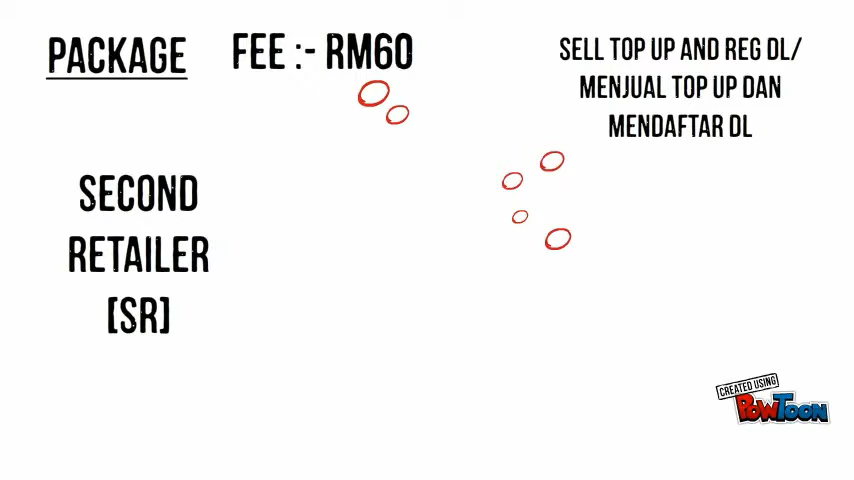 PACKAGE
FEE :- RM60
SELL TOP UP AND REG DL/
MENJUAL TOP UP DAN
MENDAFTAR DL
SECOND
RETAILER
[SR]
CREATED USING
POWTOON